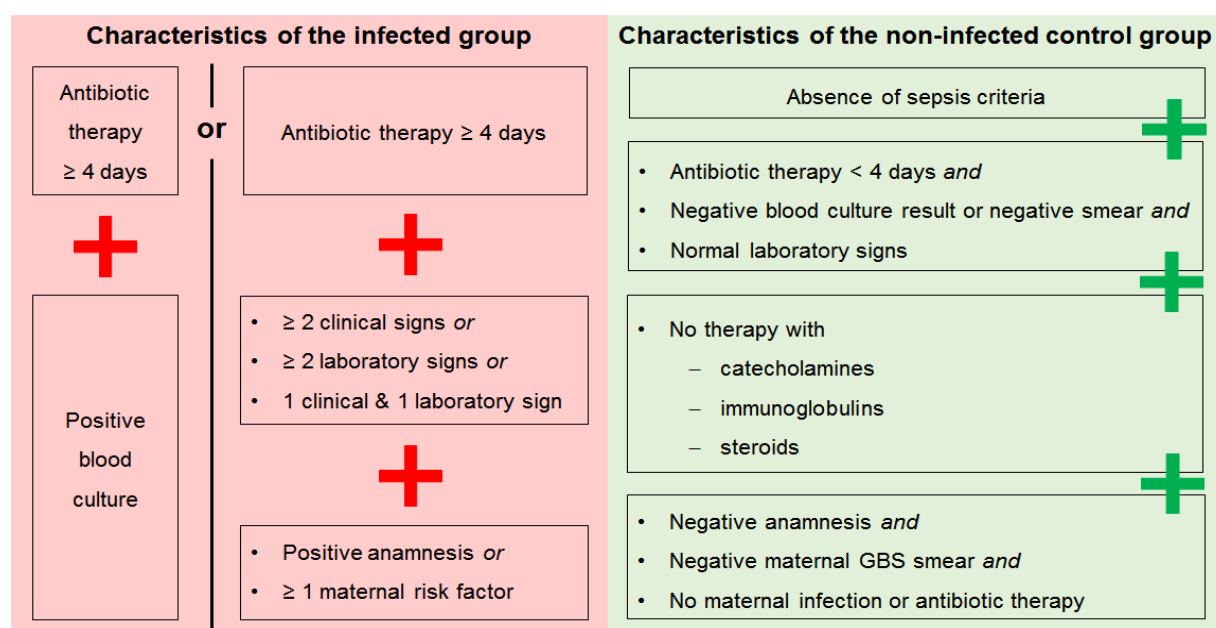 Characteristics of the infected group
Antibiotic
therapy
≥ 4 days
+
Positive
blood
culture
or
Antibiotic therapy ≥ 4 days
+
• ≥ 2 clinical signs or
• ≥ 2 laboratory signs or
• 1 clinical & 1 laboratory sign
+
• Positive anamnesis or
• ≥ 1 maternal risk factor
Characteristics of the non-infected control group
Absence of sepsis criteria
+
• Antibiotic therapy < 4 days and
• Negative blood culture result or negative smear and
• Normal laboratory signs
+
• No therapy with
– catecholamines
– immunoglobulins
– steroids
+
• Negative anamnesis and
• Negative maternal GBS smear and
• No maternal infection or antibiotic therapy